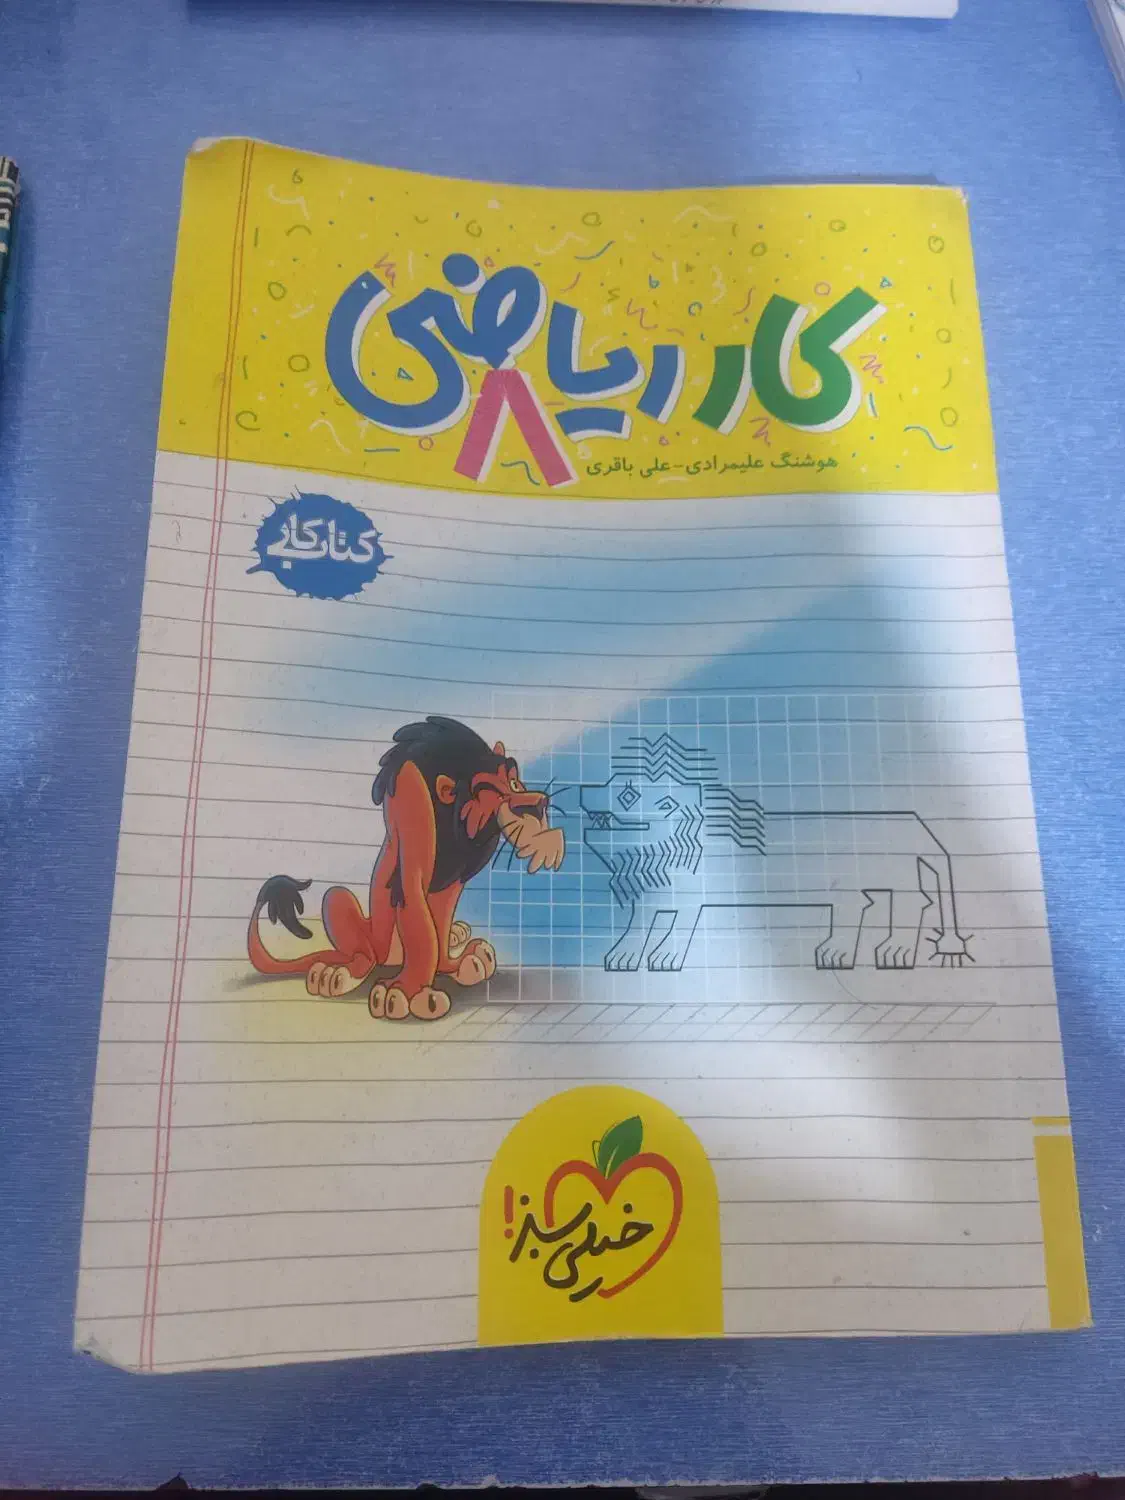 کار ریاضی
۸
هوشنگ علیمرادی-علی باقری
کتاب کار
خیلی سبز!